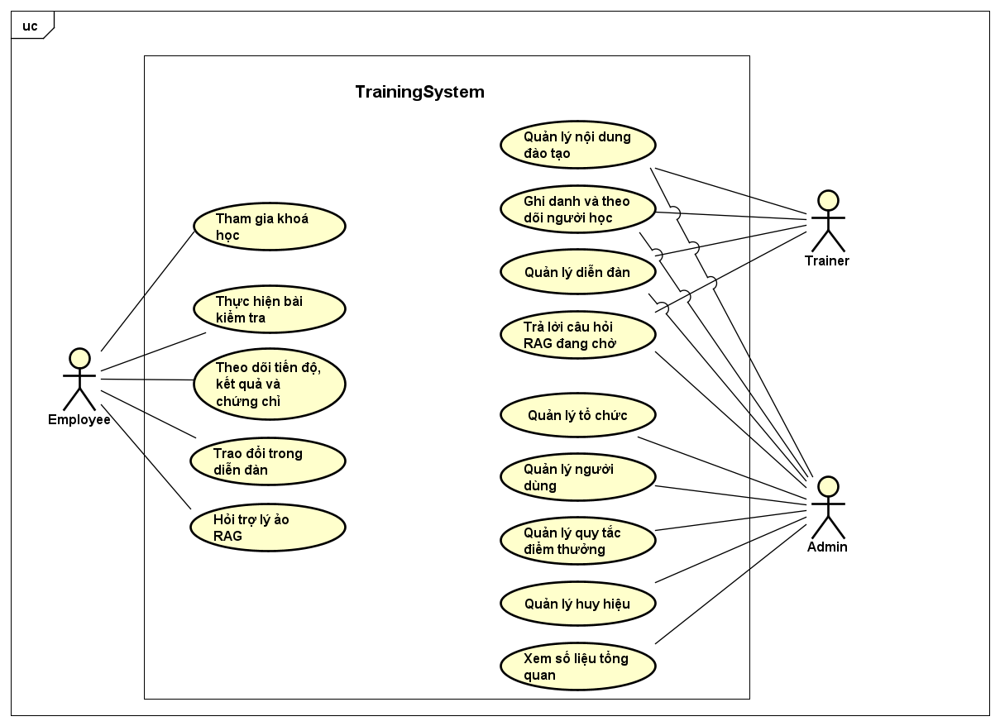 uc
TrainingSystem
Tham gia khoá
học
Thực hiện bài
kiểm tra
Theo dõi tiến độ,
kết quả và
chứng chỉ
Trao đổi trong
diễn đàn
Hỏi trợ lý ảo
RAG
Employee
Quản lý nội dung
đào tạo
Ghi danh và theo
dõi người học
Quản lý diễn đàn
Trả lời câu hỏi
RAG đang chờ
Quản lý tổ chức
Quản lý người
dùng
Quản lý quy tắc
điểm thưởng
Quản lý huy hiệu
Xem số liệu tổng
quan
Trainer
Admin